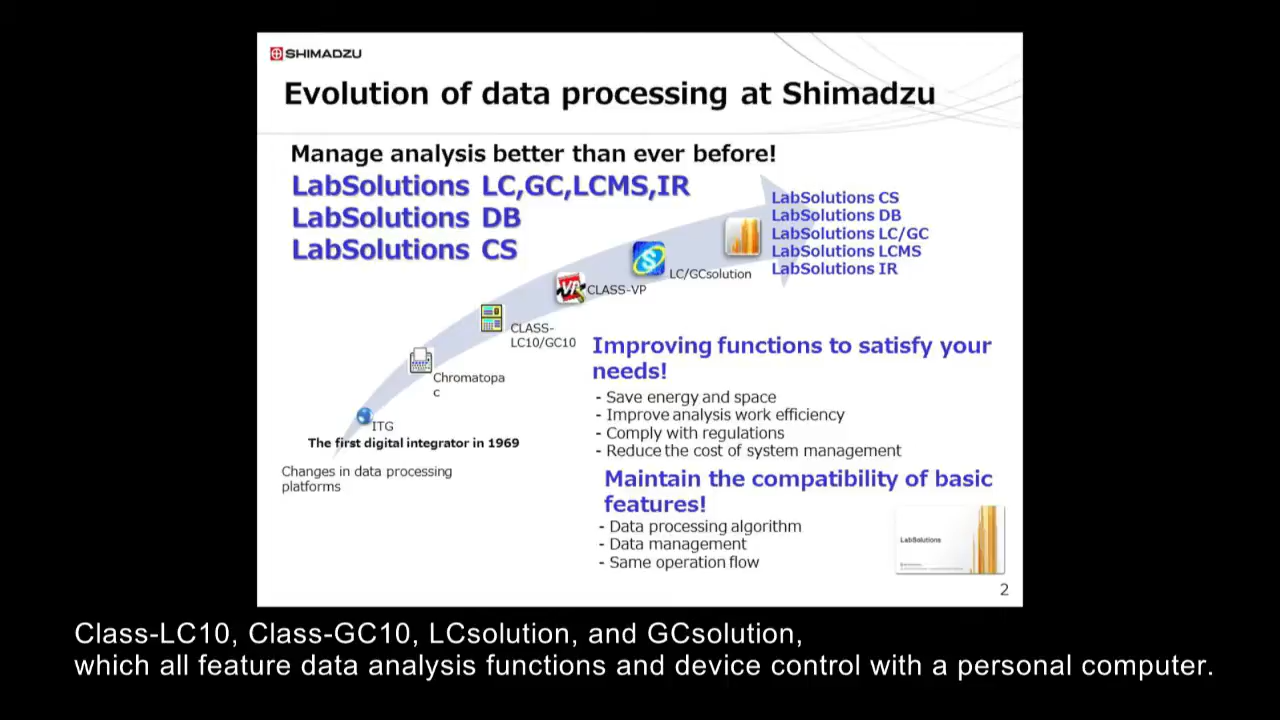 SHIMADZU
Evolution of data processing at Shimadzu
Manage analysis better than ever before!
LabSolutions LC,GC,LCMS,IR
LabSolutions DB
LabSolutions CS
LabSolutions CS
LabSolutions DB
LabSolutions LC/GC
LabSolutions LCMS
LabSolutions IR
LC/GCsolution
VP
CLASS-VP
CLASS-
LC10/GC10
Chromatopa
c
ITG
The first digital integrator in 1969
Changes in data processing
platforms
Improving functions to satisfy your
needs!
- Save energy and space
- Improve analysis work efficiency
- Comply with regulations
- Reduce the cost of system management
Maintain the compatibility of basic
features!
- Data processing algorithm
- Data management
- Same operation flow
LabSolutions
2
Class-LC10, Class-GC10, LCsolution, and GCsolution,
which all feature data analysis functions and device control with a personal computer.